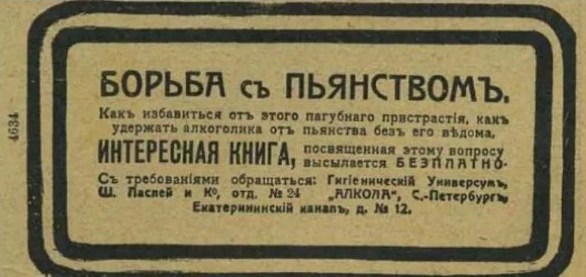 4634
БОРЬБА съ ПЬЯНСТВОМЪ.
Какъ избавиться отъ этого пагубнаго пристрастія, какъ
удержать алкоголика отъ пьянства безъ его вѣдома,
ИНТЕРЕСНАЯ КНИГА, посвященная этому вопросу
высылается БЕЗПЛАТНО-
Съ требованіями обращаться: Гигіеническій Универсумъ,
Ш. Паслей и Кº, отд. № 24 „АЛКОЛА“, С.-Петербургъ,
Екатерининскій каналъ, д. № 12.